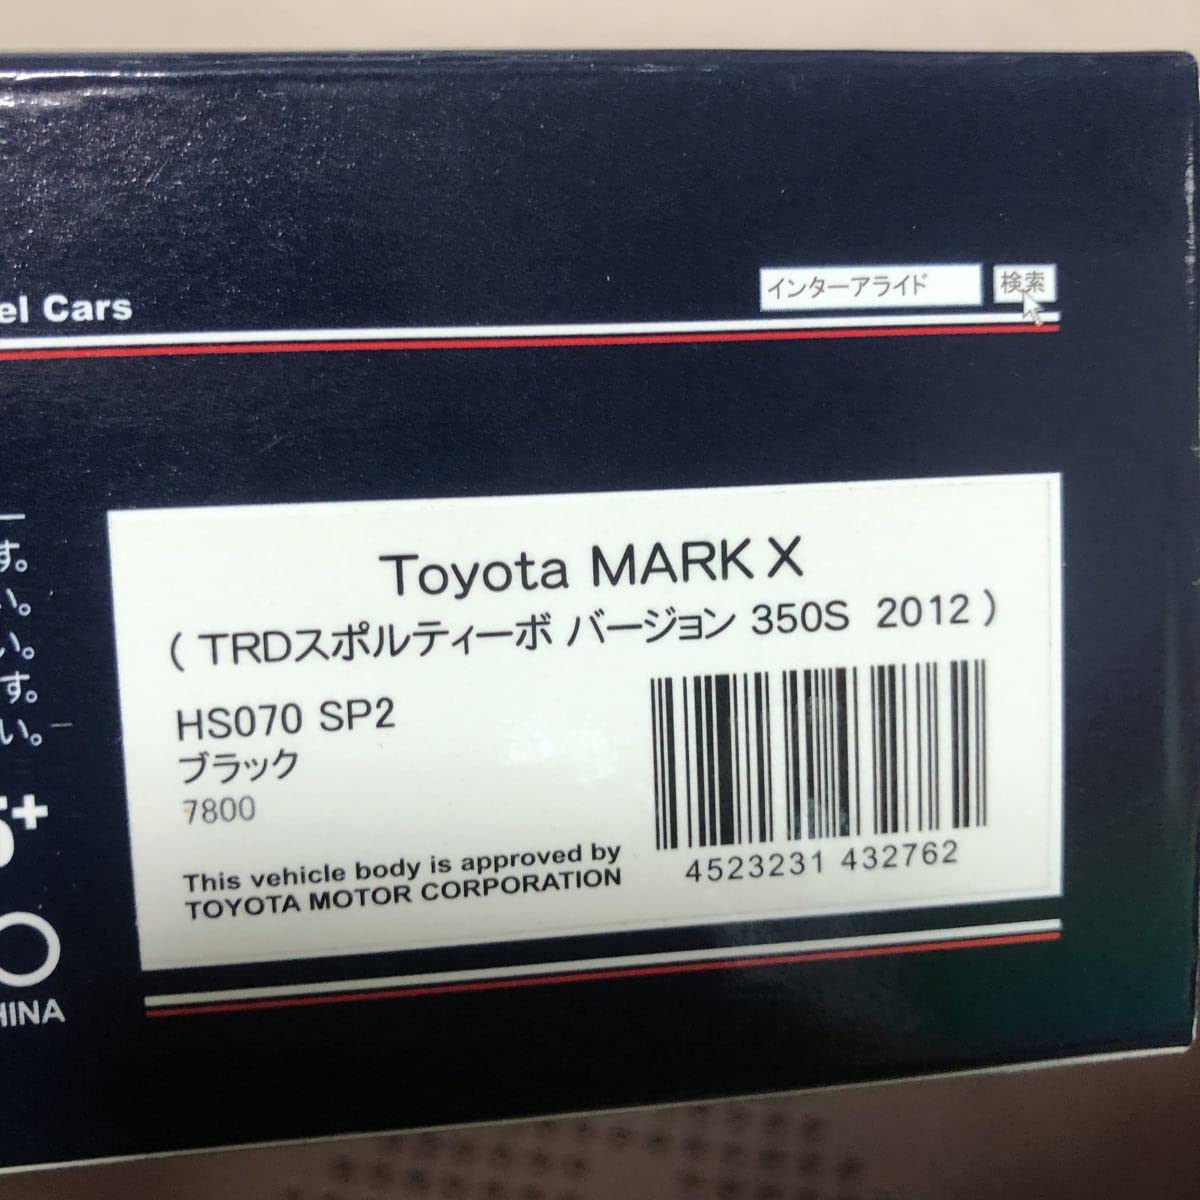 el Cars
インターアライド 検索
す。
い。
い。
す。
い。
5+
HINA
Toyota MARK X
( TRDスポルティーボ バージョン 350S 2012 )
HS070 SP2
ブラック
7800
This vehicle body is approved by
TOYOTA MOTOR CORPORATION
4523231 432762